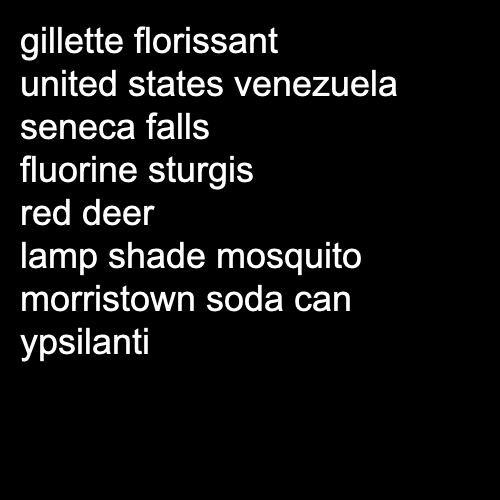 gillette florissant
united states venezuela
seneca falls
fluorine sturgis
red deer
lamp shade mosquito
morristown soda can
ypsilanti